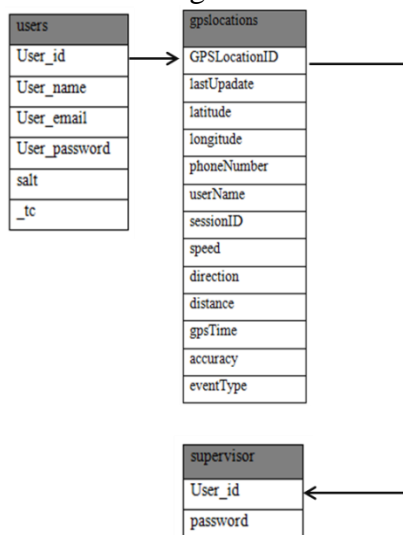 users
User_id
User_name
User_email
User_password
salt
_tc
gpslocations
GPSLocationID
lastUpadate
latitude
longitude
phoneNumber
userName
sessionID
speed
direction
distance
gpsTime
accuracy
eventType
supervisor
User_id
password